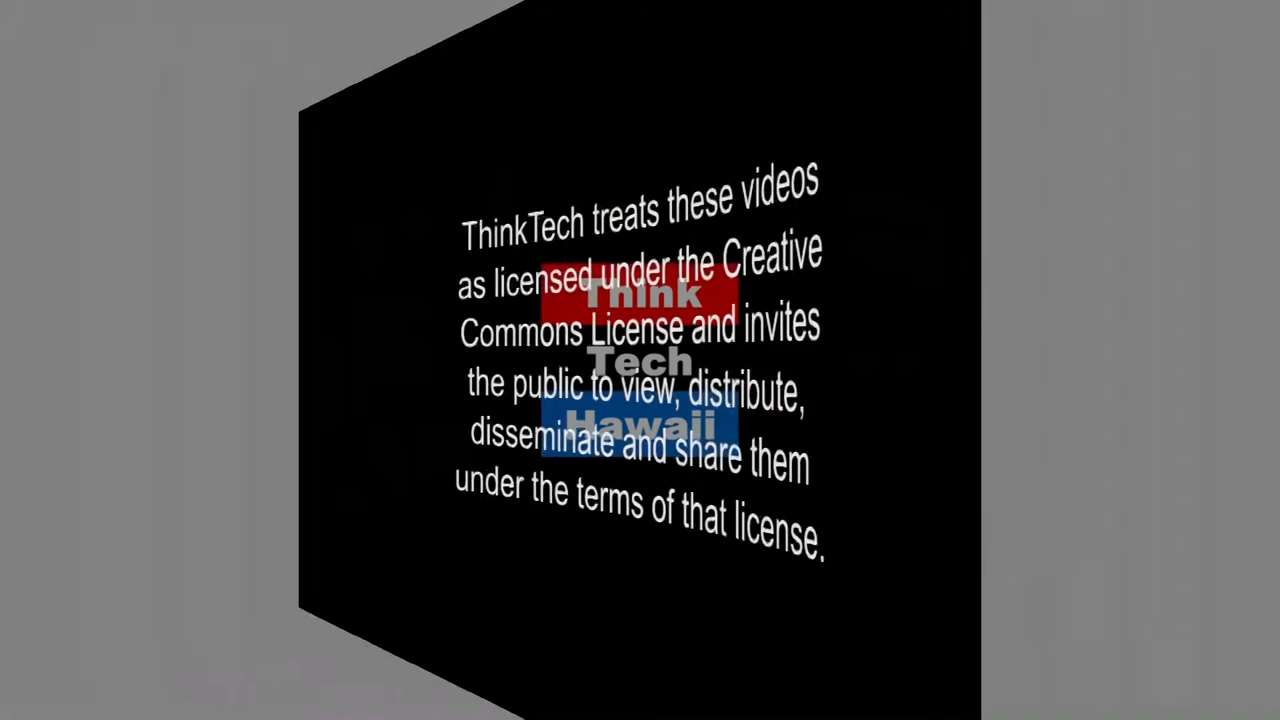 ThinkTech treats these videos
as licensed under the Creative
Commons License and invites
the public to view, distribute,
disseminate and share them
under the terms of that license.
Think
Tech
Hawaii